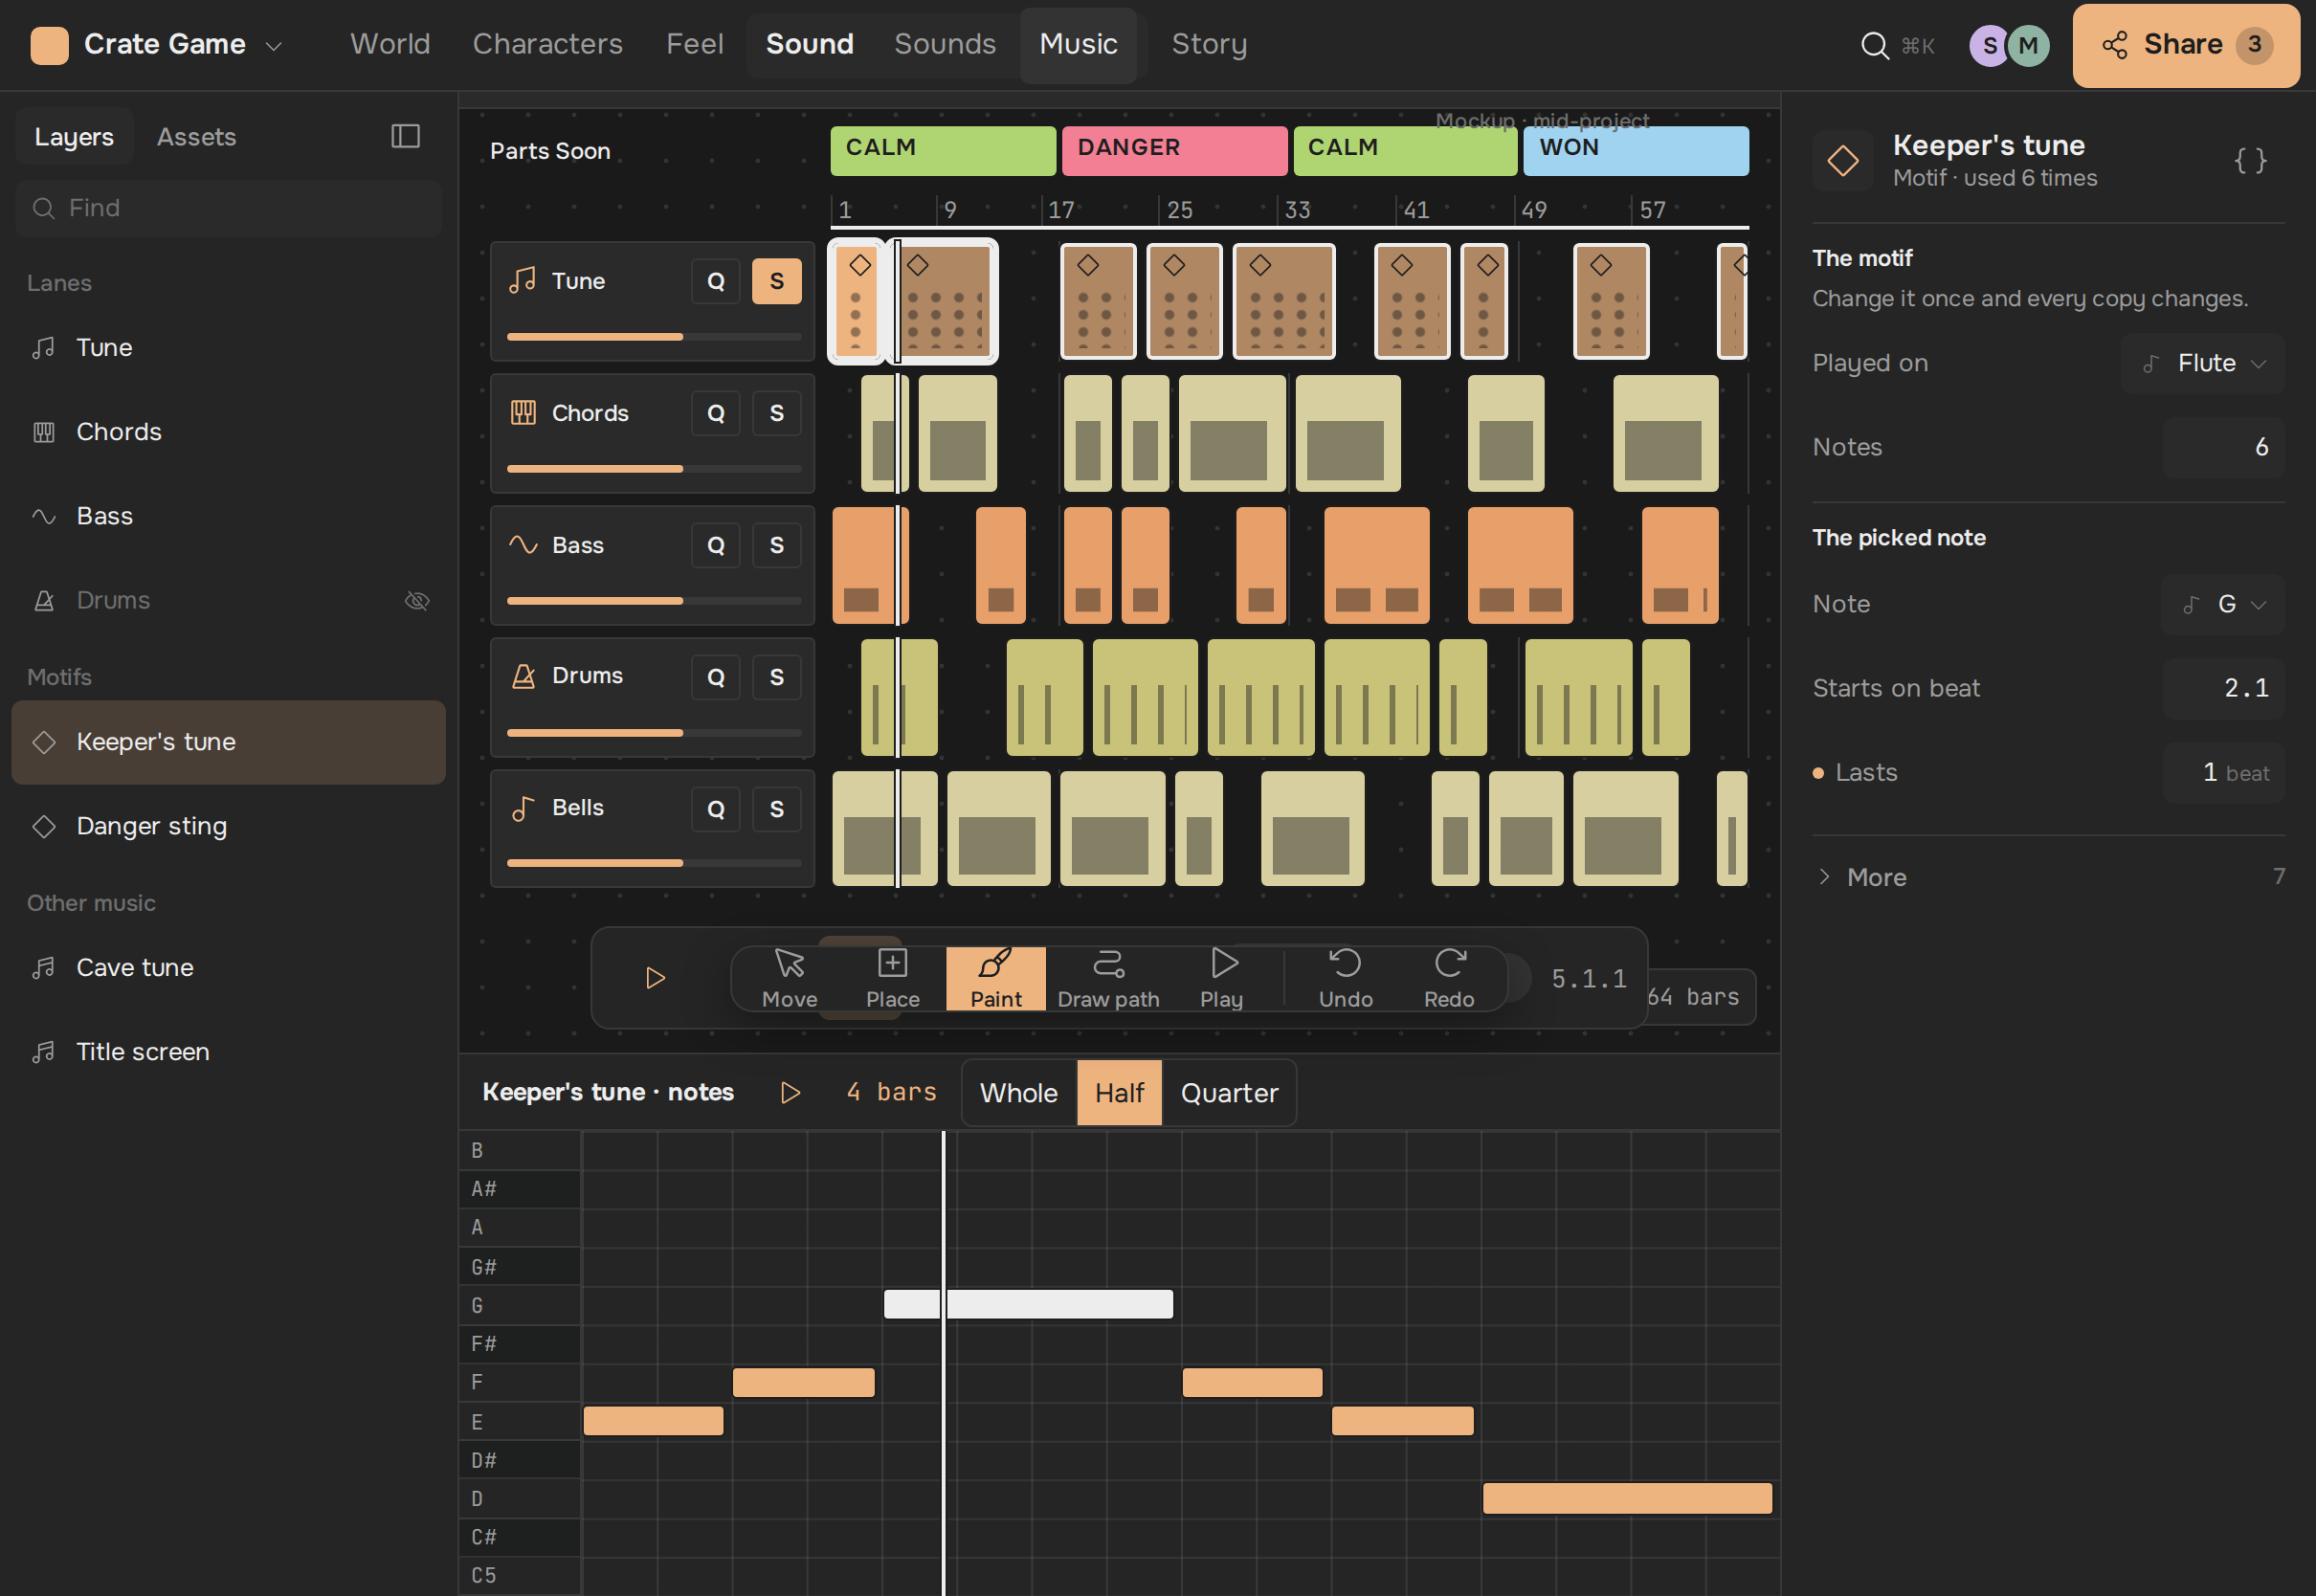 Crate Game World Characters Feel Sound Sounds Music Story ⌘K S M Share 3
Layers Assets
Find
Lanes
Tune
Chords
Bass
Drums
Motifs
Keeper's tune
Danger sting
Other music
Cave tune
Title screen
Mockup · mid-project
Parts Soon CALM DANGER CALM WON
1 9 17 25 33 41 49 57
Tune Q S
Chords Q S
Bass Q S
Drums Q S
Bells Q S
Move Place Paint Draw path Play Undo Redo
5.1.1
64 bars
Keeper's tune · notes 4 bars Whole Half Quarter
B
A#
A
G#
G
F#
F
E
D#
D
C#
C5
Keeper's tune
Motif · used 6 times
{ }
The motif
Change it once and every copy changes.
Played on Flute
Notes 6
The picked note
Note G
Starts on beat 2.1
Lasts 1 beat
More 7